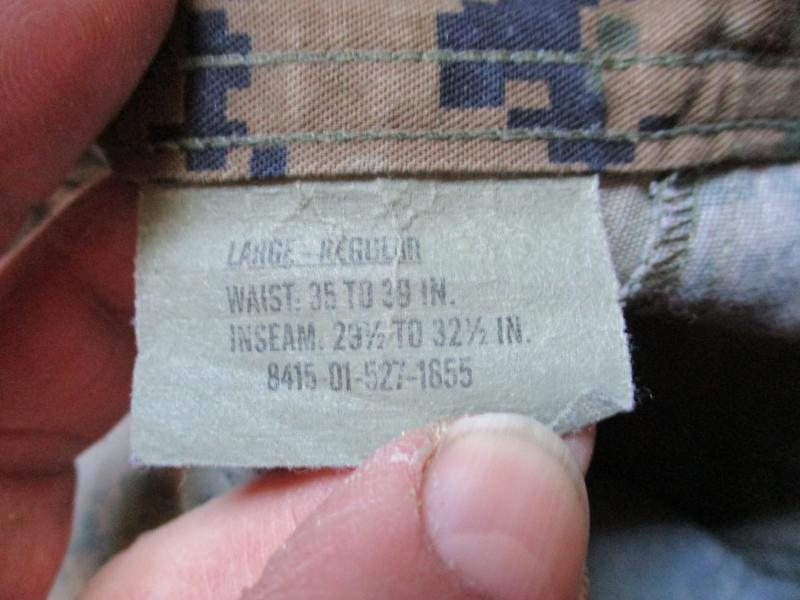 LARGE - REGULAR
WAIST: 35 TO 39 IN.
INSEAM. 29½ TO 32½ IN.
8415-01-527-1655